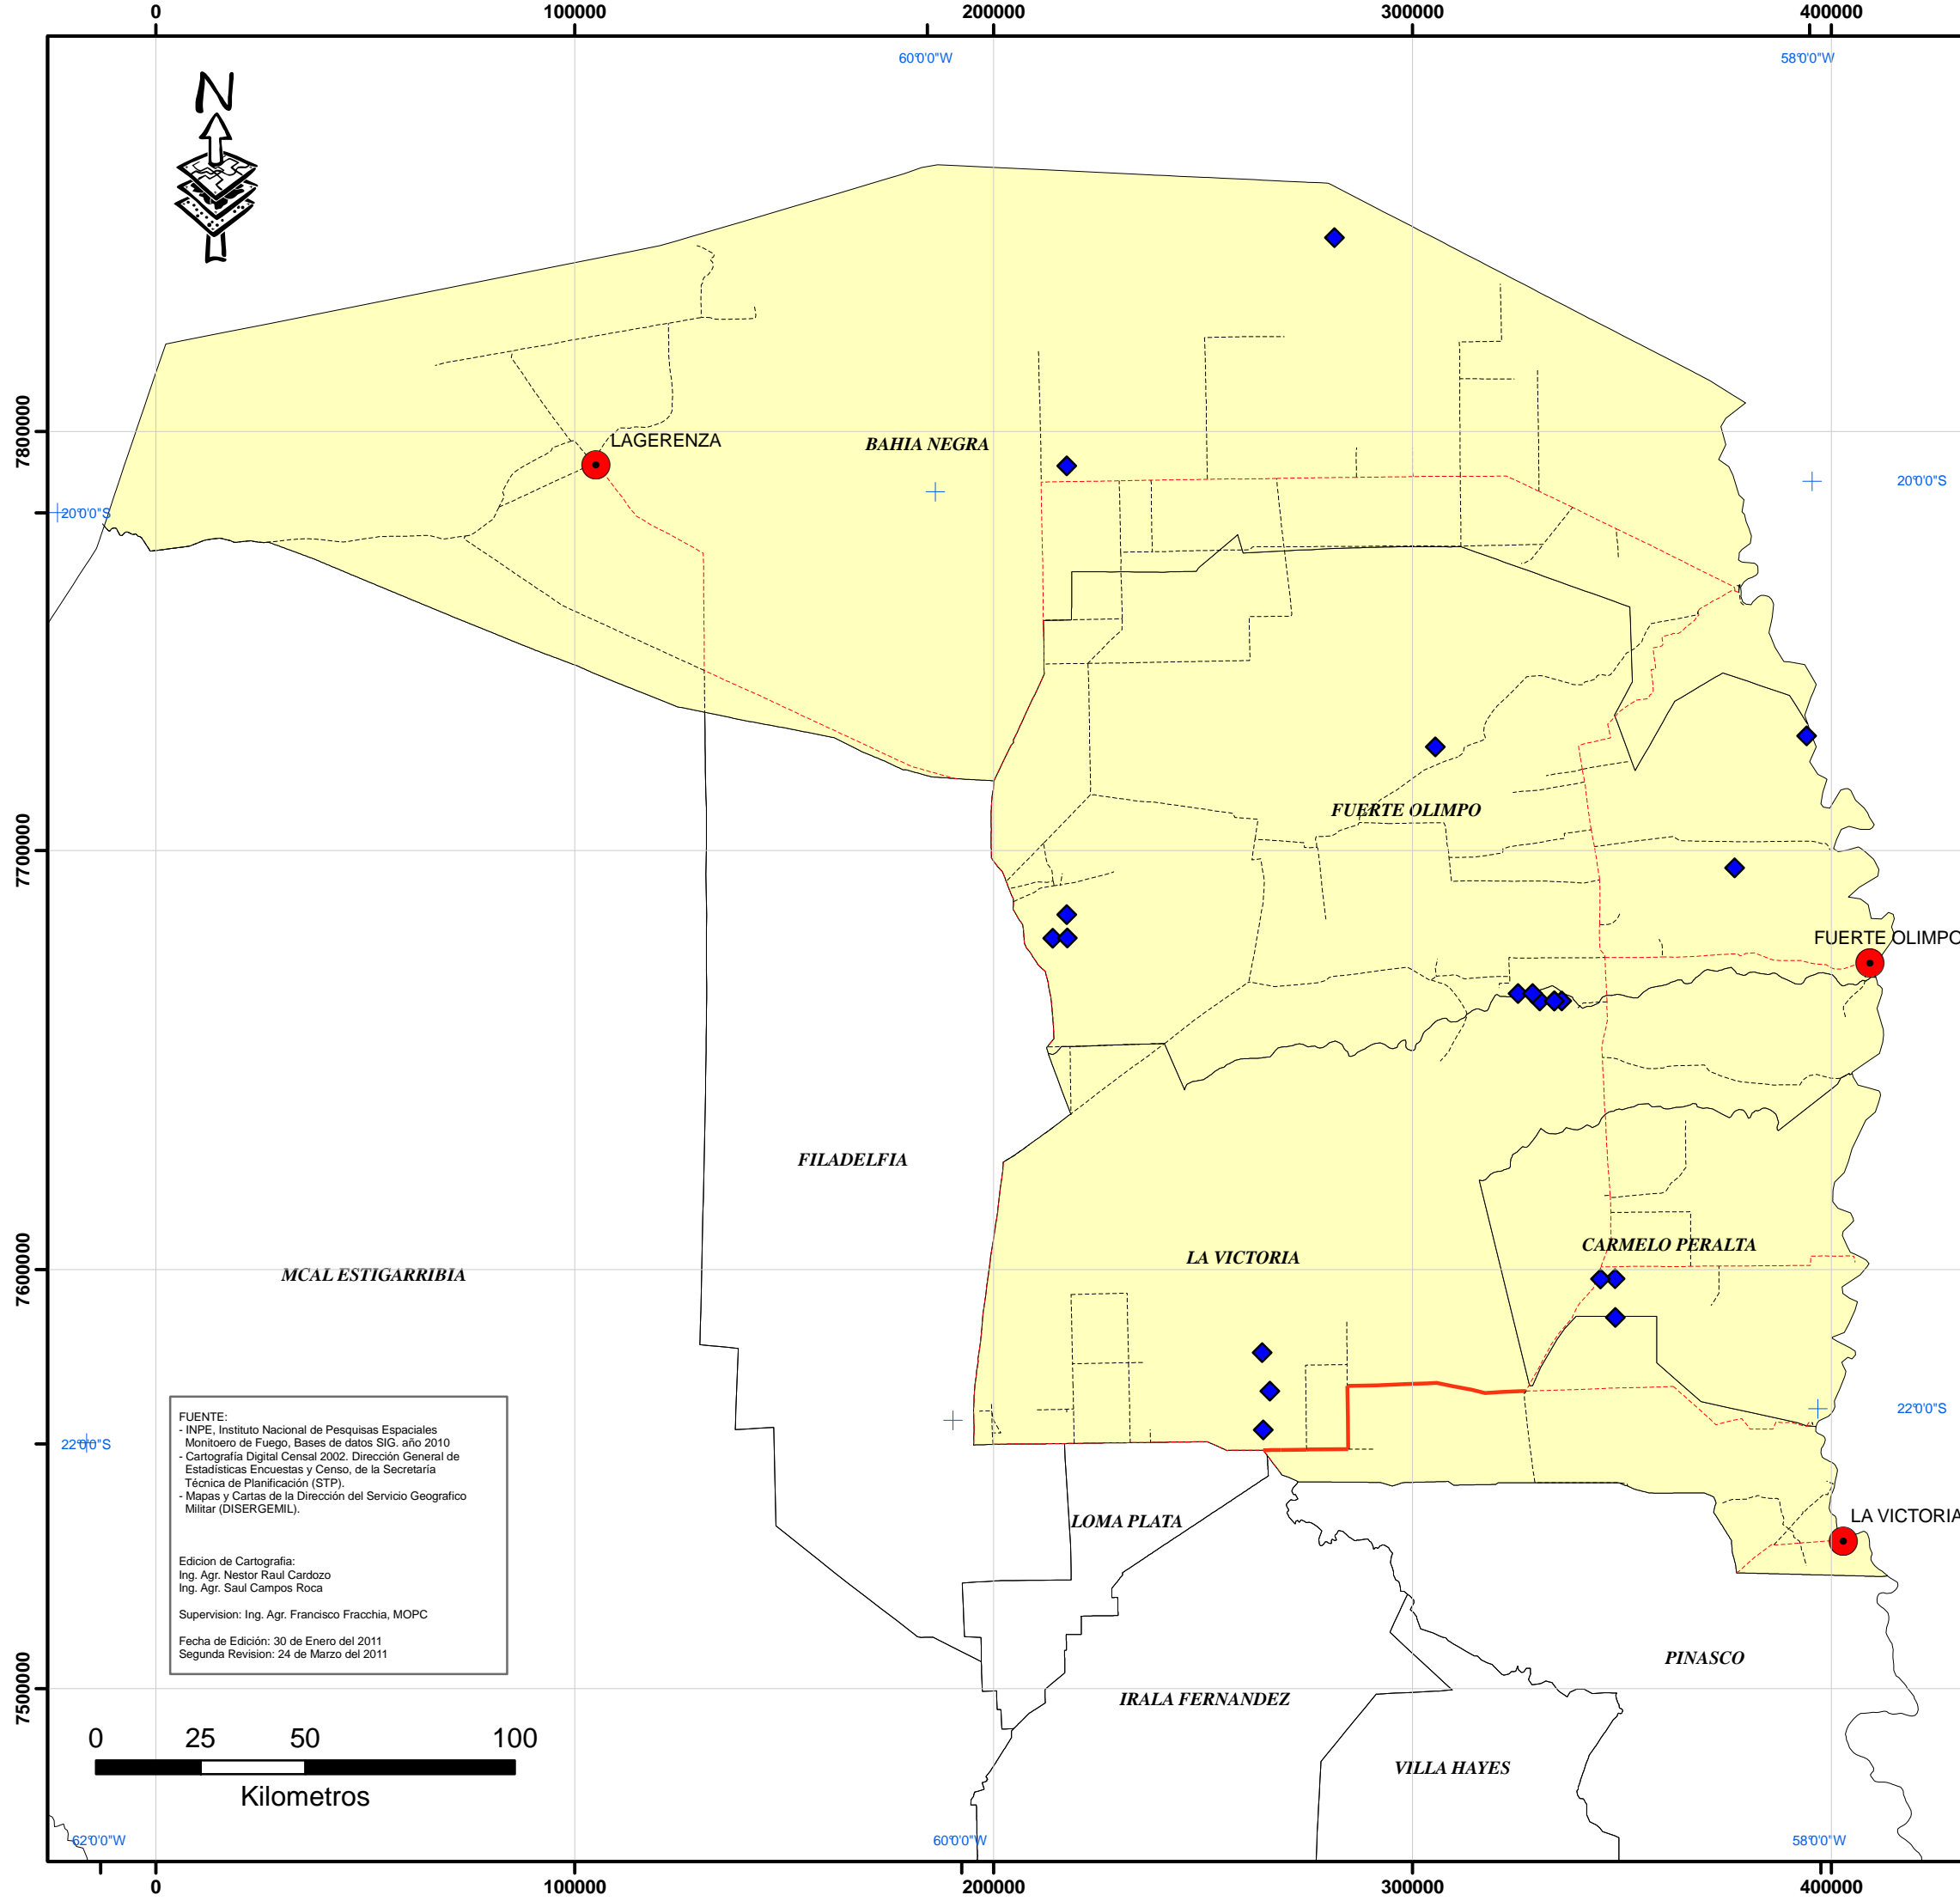 0 100000 200000 300000 400000
60°0'0"W 58°0'0"W
N
7800000
LAGERENZA
BAHIA NEGRA
20°0'0"S
20°0'0"S
7700000
FUERTE OLIMPO
FUERTE OLIMPO
FILADELFIA
7600000
LA VICTORIA
CARMELO PERALTA
MCAL ESTIGARRIBIA
22°0'0"S
22°0'0"S
FUENTE:
- INPE, Instituto Nacional de Pesquisas Espaciales
Monitoero de Fuego, Bases de datos SIG. año 2010
- Cartografía Digital Censal 2002. Dirección General de
Estadísticas Encuestas y Censo, de la Secretaría
Técnica de Planificación (STP).
- Mapas y Cartas de la Dirección del Servicio Geografico
Militar (DISERGEMIL).
Edicion de Cartografia:
Ing. Agr. Nestor Raul Cardozo
Ing. Agr. Saul Campos Roca
Supervision: Ing. Agr. Francisco Fracchia, MOPC
Fecha de Edición: 30 de Enero del 2011
Segunda Revision: 24 de Marzo del 2011
LOMA PLATA
LA VICTORIA
PINASCO
7500000
IRALA FERNANDEZ
VILLA HAYES
0 25 50 100
Kilometros
62°0'0"W 60°0'0"W 58°0'0"W
0 100000 200000 300000 400000